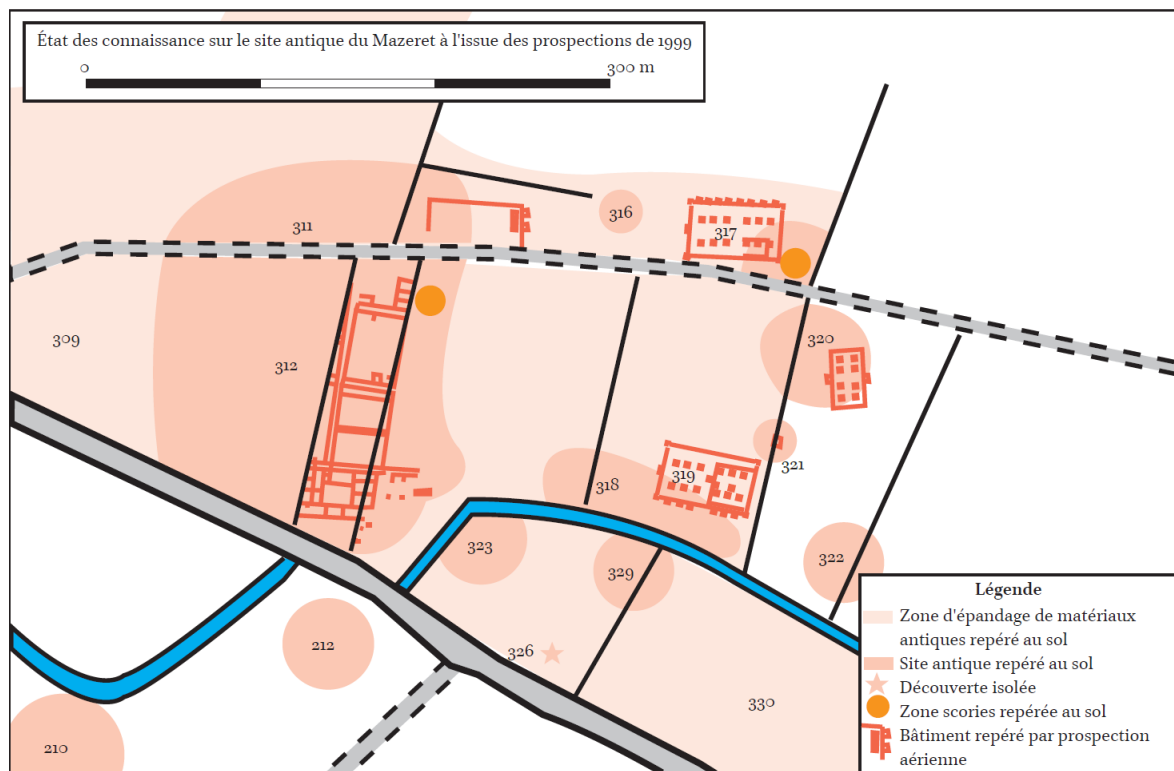 État des connaissance sur le site antique du Mazeret à l'issue des prospections de 1999
0 300 m
316
317
311
309
320
312
319
321
318
323
322
329
212
326
330
210
Légende
Zone d'épandage de matériaux
antiques repéré au sol
Site antique repéré au sol
Découverte isolée
Zone scories repérée au sol
Bâtiment repéré par prospection
aérienne